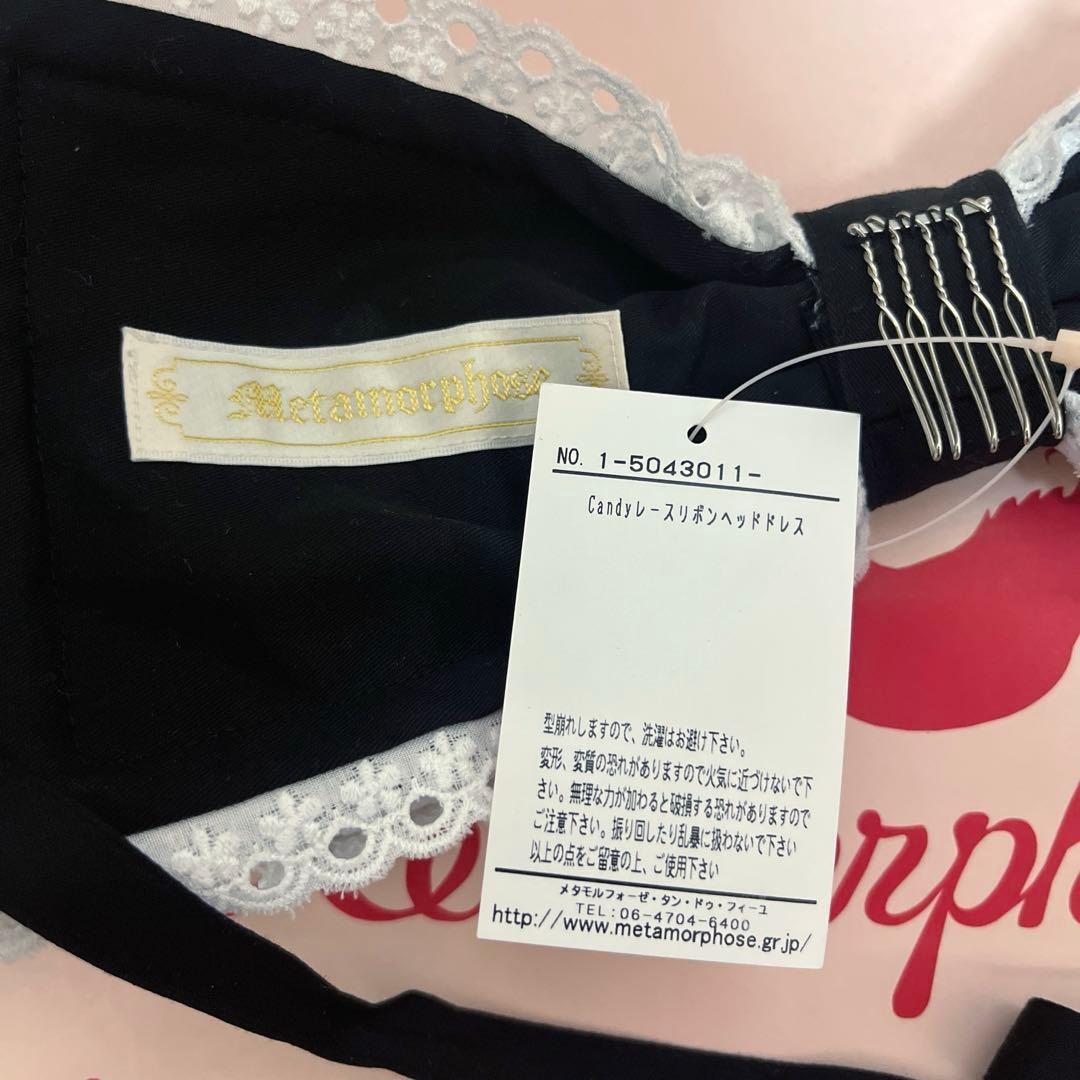 Metamorphose
NO. 1-5043011-
Candyレースリボンヘッドドレス
型崩れしますので、洗濯はお避け下さい。
変形、変質の恐れがありますので火気に近づけないで下
さい。無理な力が加わると破損する恐れがありますので
ご注意下さい。振り回したり乱暴に扱わないで下さい
以上の点をご留意の上、ご使用下さい
メタモルフォーゼ・タン・ドゥ・フィーユ
TEL:06-4704-6400
http://www.metamorphose.gr.jp/
orph